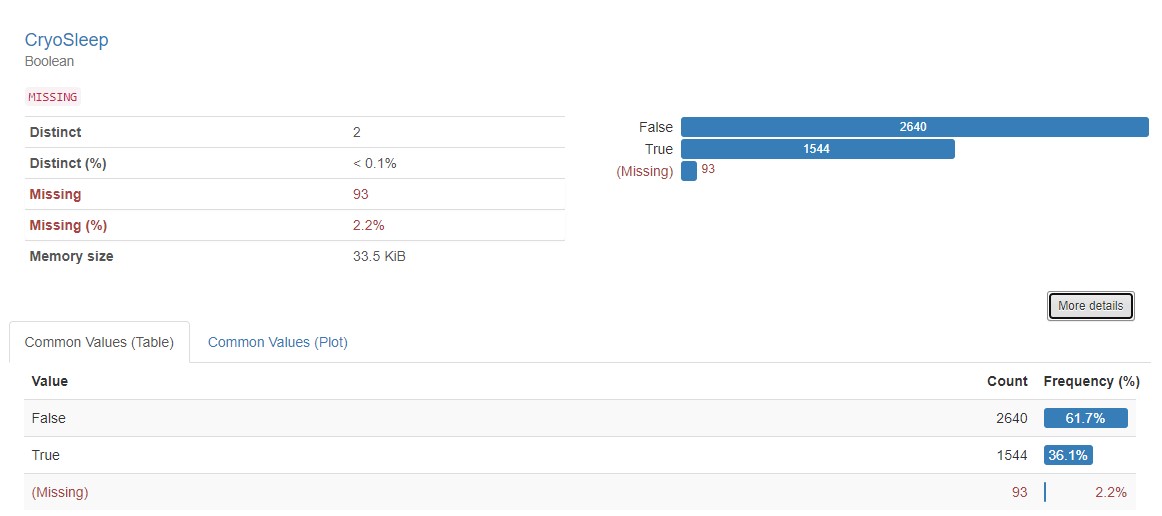 CryoSleep
Boolean
MISSING
Distinct 2
Distinct (%) < 0.1%
Missing 93
Missing (%) 2.2%
Memory size 33.5 KiB
False 2640
True 1544
(Missing) 93
More details
Common Values (Table) Common Values (Plot)
Value Count Frequency (%)
False 2640 61.7%
True 1544 36.1%
(Missing) 93 2.2%